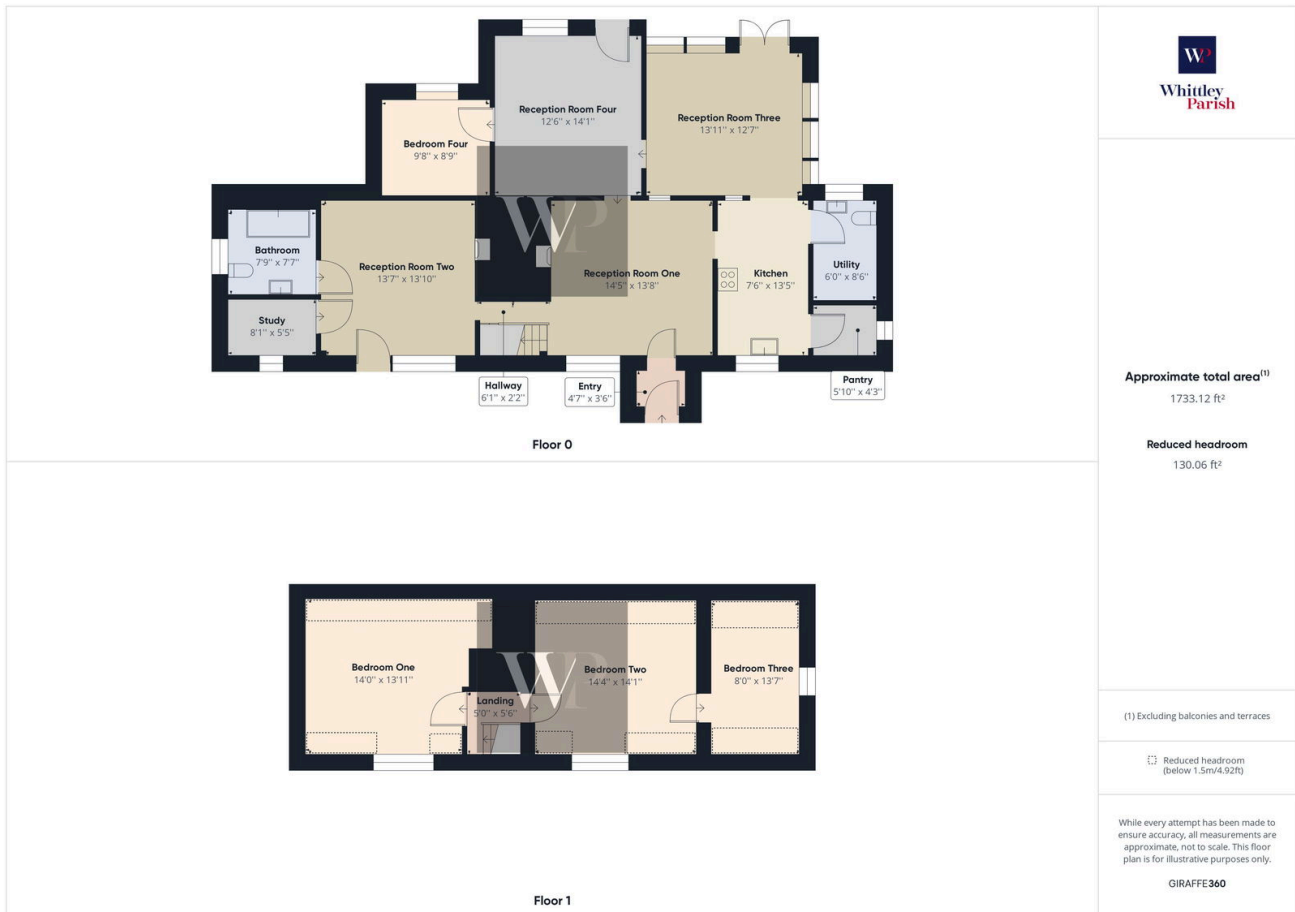 Reception Room Four
12'6" x 14'1"
Reception Room Three
13'11" x 12'7"
Bedroom Four
9'8" x 8'9"
WP
Bathroom
7'9" x 7'7"
Reception Room Two
13'7" x 13'10"
Reception Room One
14'5" x 13'8"
Kitchen
7'6" x 13'5"
Utility
6'0" x 8'6"
Study
8'1" x 5'5"
Hallway
6'1" x 2'2"
Entry
4'7" x 3'6"
Pantry
5'10" x 4'3"
Floor 0
Bedroom One
14'0" x 13'11"
WP
Landing
5'0" x 5'6"
Bedroom Two
14'4" x 14'1"
Bedroom Three
8'0" x 13'7"
Floor 1
WP
Whittley
Parish
Approximate total area(1)
1733.12 ft²
Reduced headroom
130.06 ft²
(1) Excluding balconies and terraces
Reduced headroom
(below 1.5m/4.92ft)
While every attempt has been made to
ensure accuracy, all measurements are
approximate, not to scale. This floor
plan is for illustrative purposes only.
GIRAFFE360